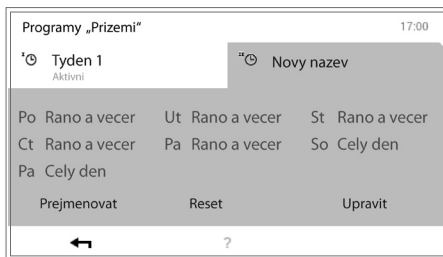 Programy „Prizemi“ 17:00
I Tyden 1 II Novy nazev
Aktivni
Po Rano a vecer Ut Rano a vecer St Rano a vecer
Ct Rano a vecer Pa Rano a vecer So Cely den
Pa Cely den
Prejmenovat Reset Upravit
?